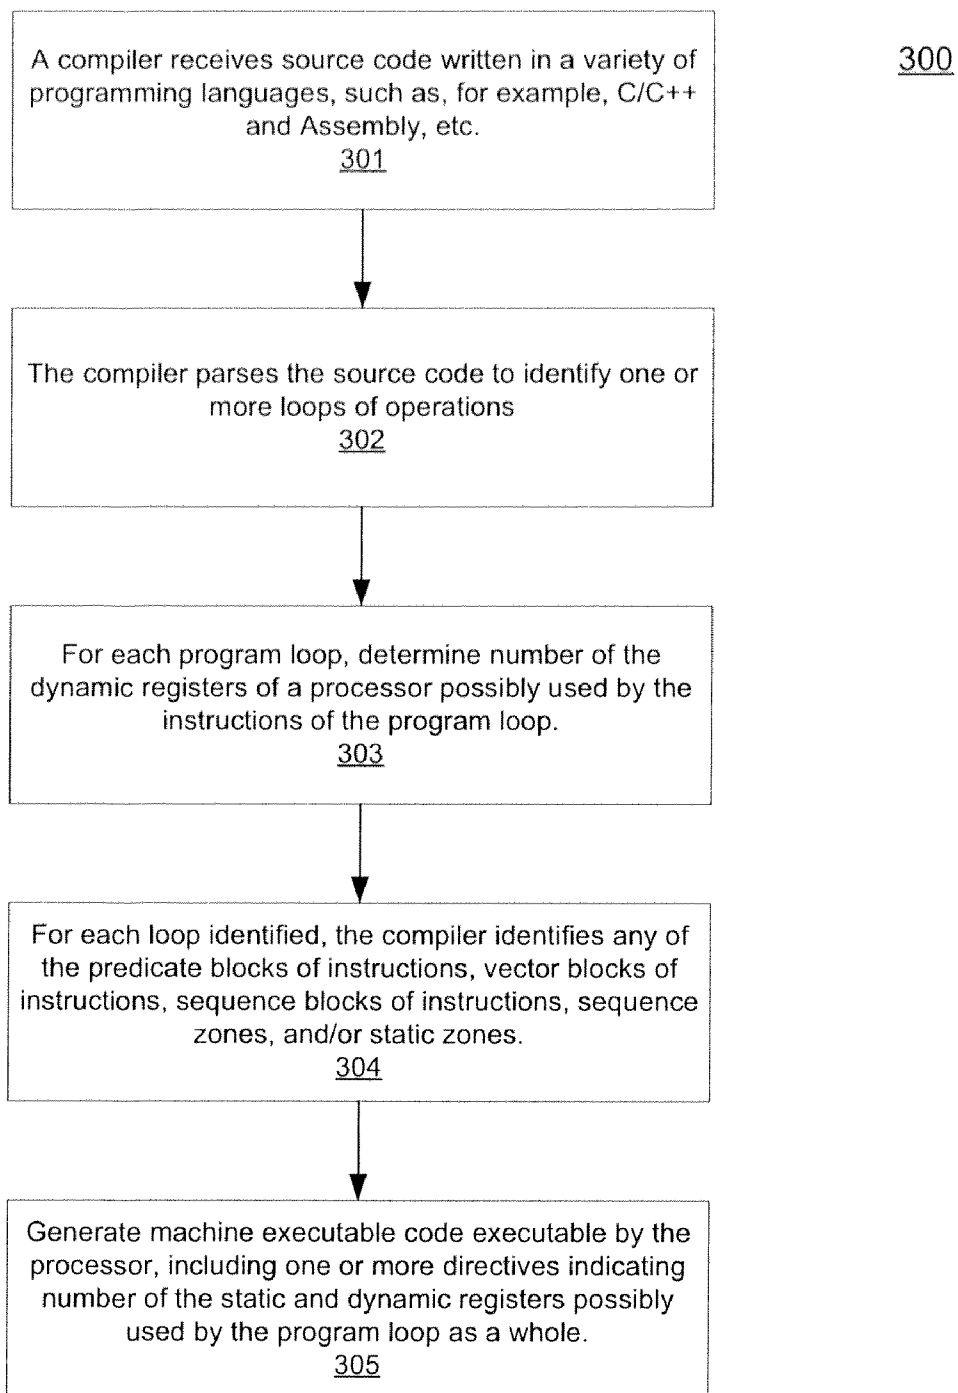 A compiler receives source code written in a variety of
programming languages, such as, for example, C/C++
and Assembly, etc.
301
300
The compiler parses the source code to identify one or
more loops of operations
302
For each program loop, determine number of the
dynamic registers of a processor possibly used by the
instructions of the program loop.
303
For each loop identified, the compiler identifies any of
the predicate blocks of instructions, vector blocks of
instructions, sequence blocks of instructions, sequence
zones, and/or static zones.
304
Generate machine executable code executable by the
processor, including one or more directives indicating
number of the static and dynamic registers possibly
used by the program loop as a whole.
305